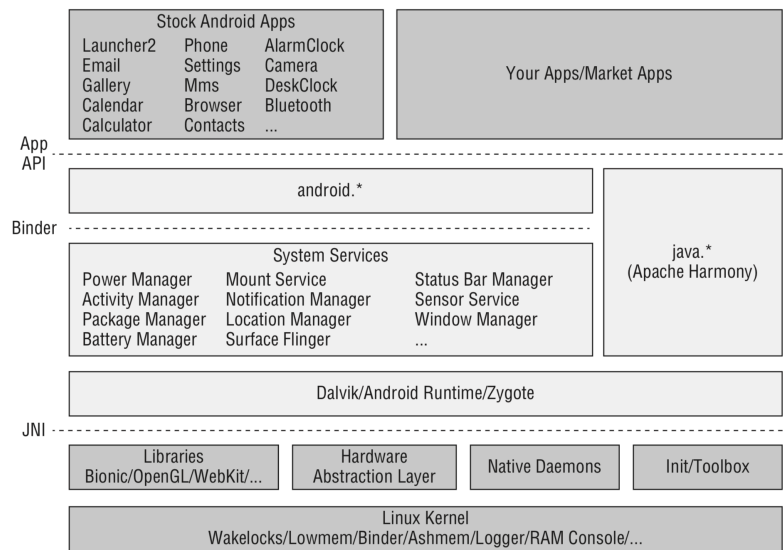 Stock Android Apps
Launcher2 Phone AlarmClock
Email Settings Camera
Gallery Mms DeskClock
Calendar Browser Bluetooth
Calculator Contacts ...
Your Apps/Market Apps
App
API
android.*
Binder
java.*
(Apache Harmony)
System Services
Power Manager Mount Service Status Bar Manager
Activity Manager Notification Manager Sensor Service
Package Manager Location Manager Window Manager
Battery Manager Surface Flinger ...
Dalvik/Android Runtime/Zygote
JNI
Libraries
Bionic/OpenGL/WebKit/...
Hardware
Abstraction Layer
Native Daemons
Init/Toolbox
Linux Kernel
Wakelocks/Lowmem/Binder/Ashmem/Logger/RAM Console/...